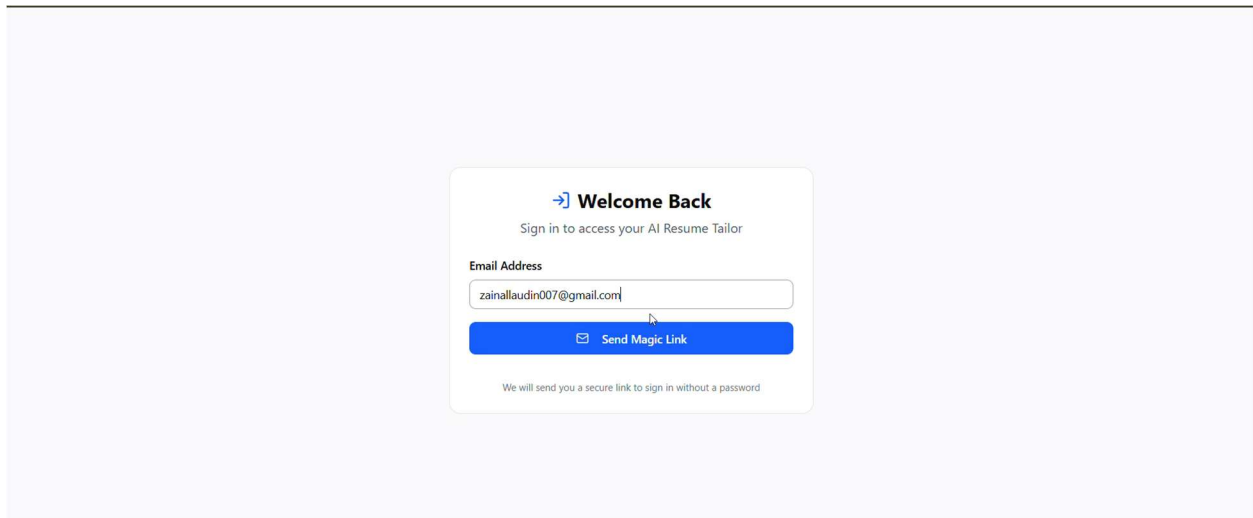 Welcome Back
Sign in to access your AI Resume Tailor
Email Address
zainallaudin007@gmail.com
Send Magic Link
We will send you a secure link to sign in without a password